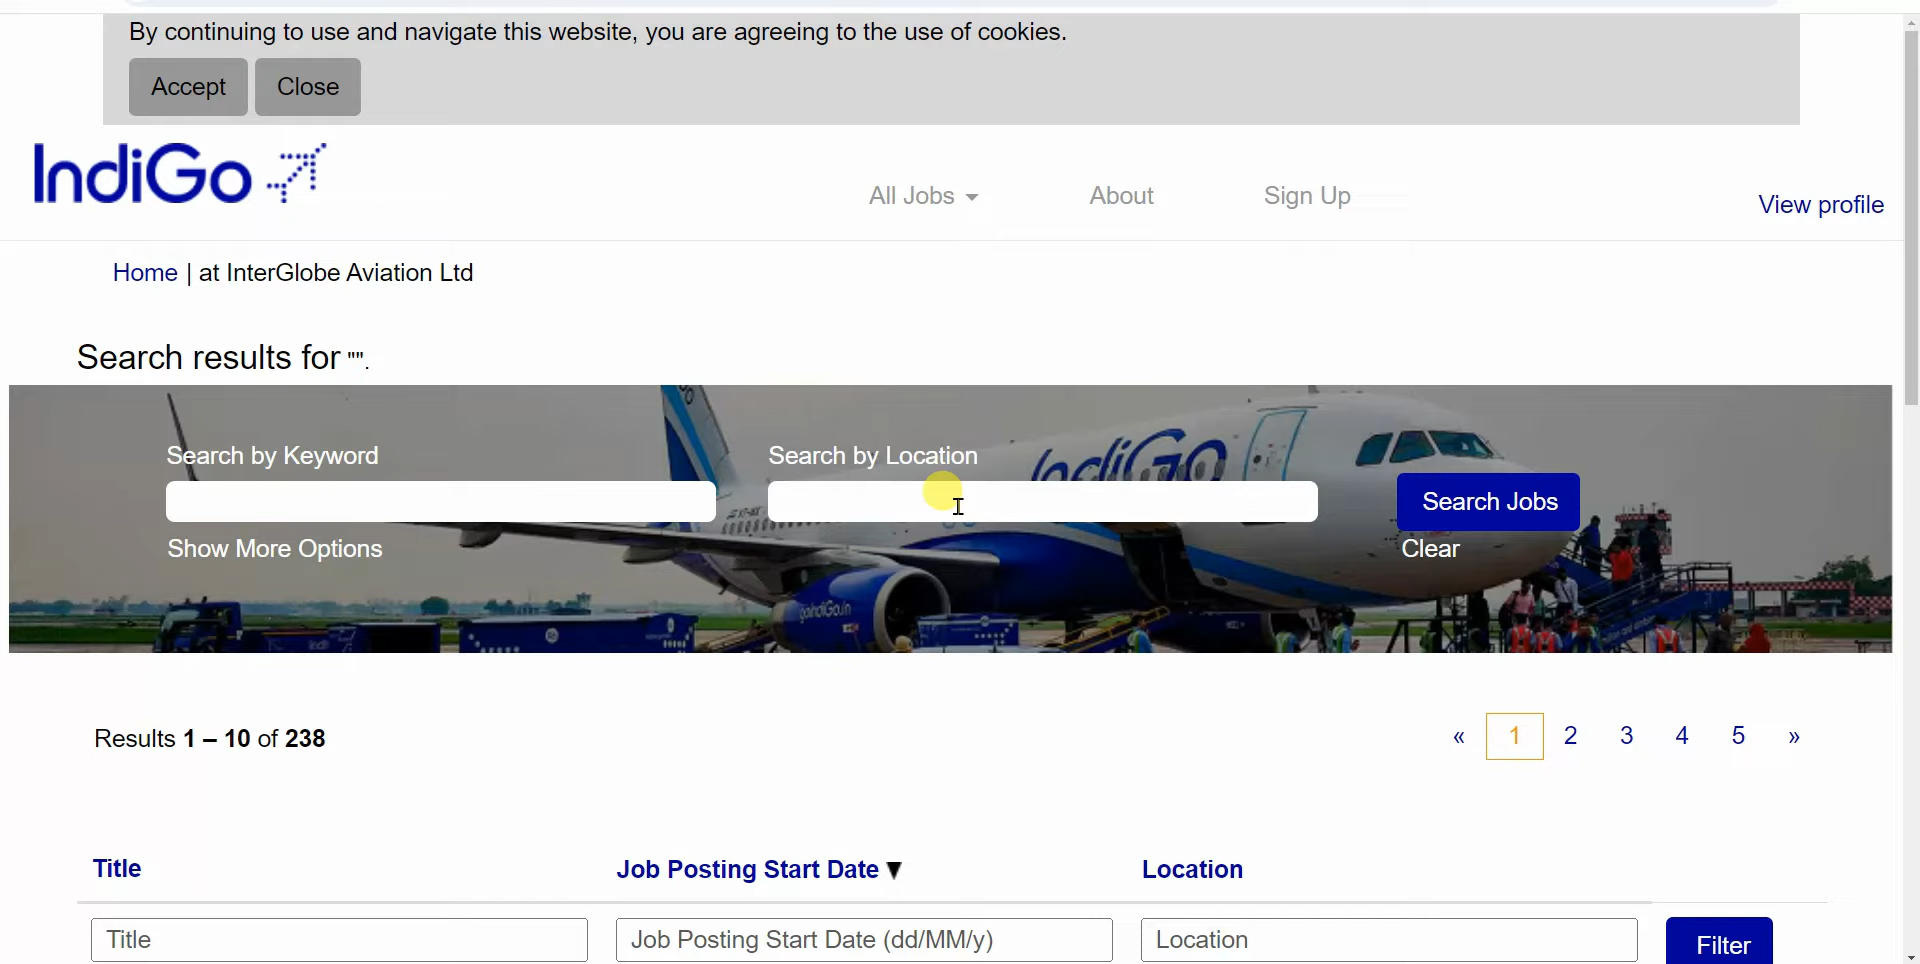 By continuing to use and navigate this website, you are agreeing to the use of cookies.
Accept Close
IndiGo
All Jobs About Sign Up View profile
Home | at InterGlobe Aviation Ltd
Search results for "".
Search by Keyword Search by Location
IndiGo
Search Jobs
Show More Options Clear
goIndiGo.in
Results 1 – 10 of 238
« 1 2 3 4 5 »
Title Job Posting Start Date ▼ Location
Title Job Posting Start Date (dd/MM/y) Location Filter